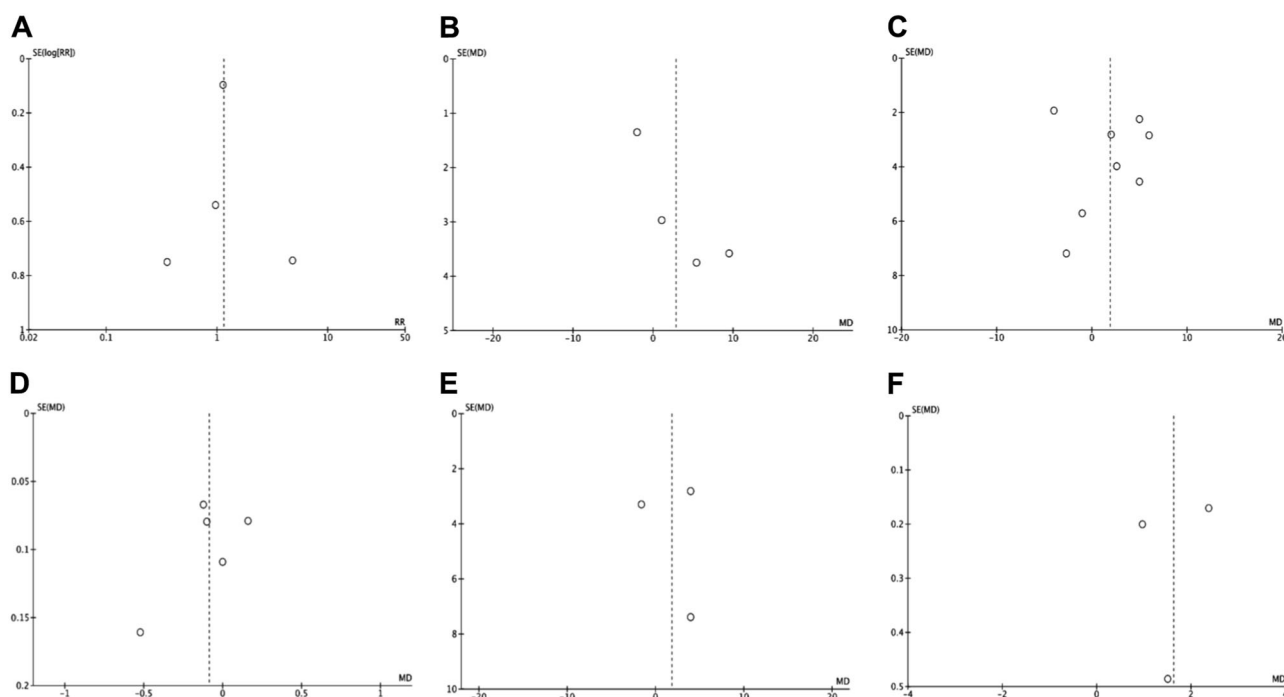 A
SE(log[RR])
0
0.2
0.4
0.6
0.8
1
0.02 0.1 1 10 50
RR
B
SE(MD)
0
1
2
3
4
5
-20 -10 0 10 20
MD
C
SE(MD)
0
2
4
6
8
10
-20 -10 0 10 20
MD
D
SE(MD)
0
0.05
0.1
0.15
0.2
-1 -0.5 0 0.5 1
MD
E
SE(MD)
0
2
4
6
8
10
-20 0 20
MD
F
SE(MD)
0
0.1
0.2
0.3
0.4
0.5
-4 -2 0 2 4
MD